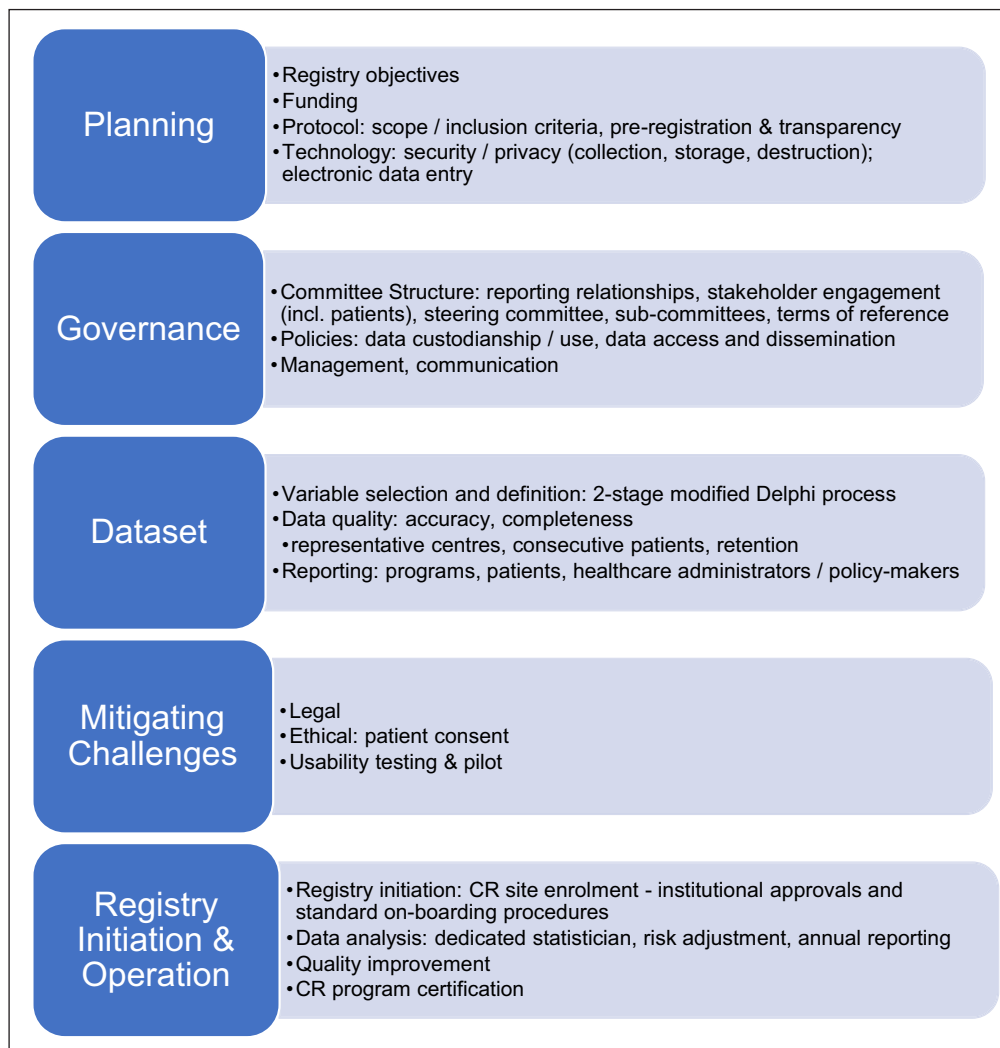 Planning
•Registry objectives
•Funding
•Protocol: scope / inclusion criteria, pre-registration & transparency
•Technology: security / privacy (collection, storage, destruction);
electronic data entry
Governance
•Committee Structure: reporting relationships, stakeholder engagement
(incl. patients), steering committee, sub-committees, terms of reference
•Policies: data custodianship / use, data access and dissemination
•Management, communication
Dataset
•Variable selection and definition: 2-stage modified Delphi process
•Data quality: accuracy, completeness
•representative centres, consecutive patients, retention
•Reporting: programs, patients, healthcare administrators / policy-makers
Mitigating
Challenges
•Legal
•Ethical: patient consent
•Usability testing & pilot
Registry
Initiation &
Operation
•Registry initiation: CR site enrolment - institutional approvals and
standard on-boarding procedures
•Data analysis: dedicated statistician, risk adjustment, annual reporting
•Quality improvement
•CR program certification